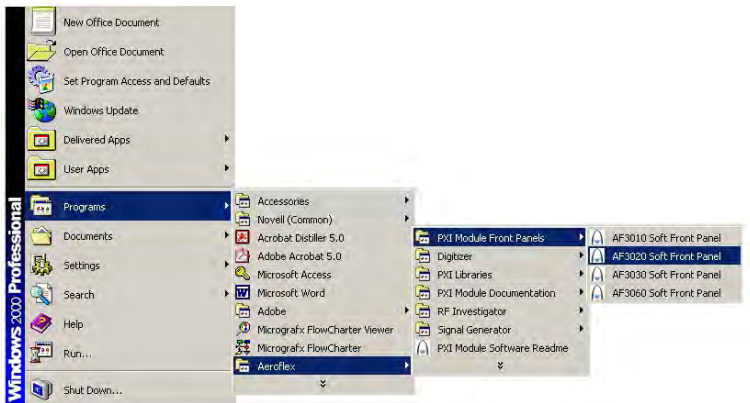 New Office Document
Open Office Document
Set Program Access and Defaults
Windows Update
Delivered Apps
User Apps
Programs
Documents
Settings
Search
Help
Run...
Shut Down...
Windows 2000 Professional
Accessories
Novell (Common)
Acrobat Distiller 5.0
Adobe Acrobat 5.0
Microsoft Access
Microsoft Word
Adobe
Micrografx FlowCharter Viewer
Micrografx FlowCharter
Aeroflex
PXI Module Front Panels
Digitizer
PXI Libraries
PXI Module Documentation
RF Investigator
Signal Generator
PXI Module Software Readme
AF3010 Soft Front Panel
AF3020 Soft Front Panel
AF3030 Soft Front Panel
AF3060 Soft Front Panel